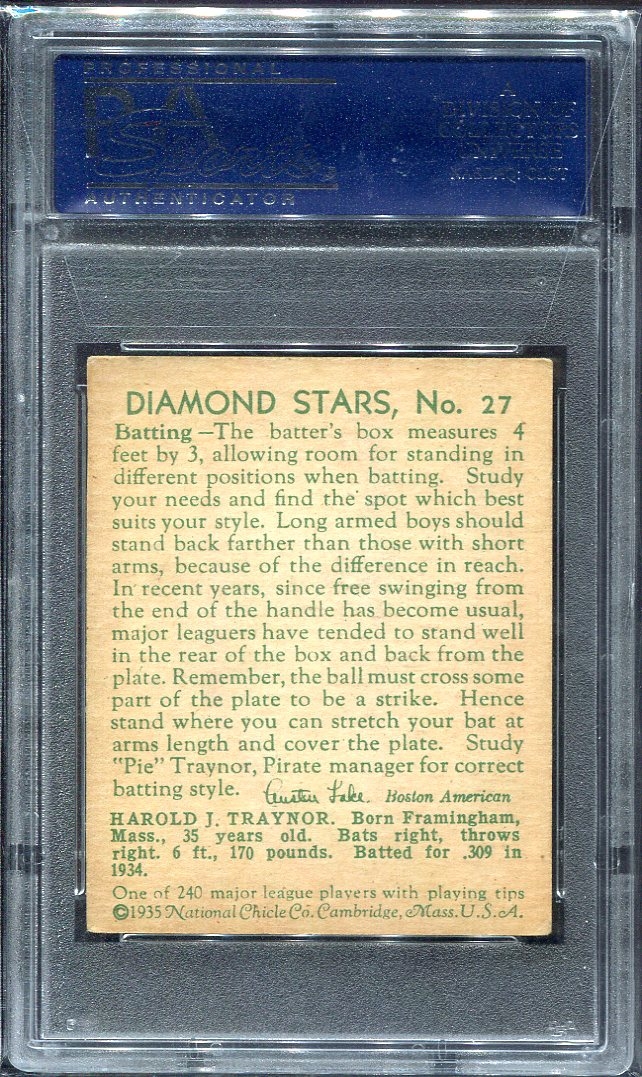 PROFESSIONAL
PSA
Sports
AUTHENTICATOR
A
DIVISION OF
COLLECTORS
UNIVERSE
NASDAQ: CLCT
DIAMOND STARS, No. 27
Batting—The batter's box measures 4
feet by 3, allowing room for standing in
different positions when batting. Study
your needs and find the spot which best
suits your style. Long armed boys should
stand back farther than those with short
arms, because of the difference in reach.
In recent years, since free swinging from
the end of the handle has become usual,
major leaguers have tended to stand well
in the rear of the box and back from the
plate. Remember, the ball must cross some
part of the plate to be a strike. Hence
stand where you can stretch your bat at
arms length and cover the plate. Study
"Pie" Traynor, Pirate manager for correct
batting style. Austen Lake. Boston American
HAROLD J. TRAYNOR. Born Framingham,
Mass., 35 years old. Bats right, throws
right. 6 ft., 170 pounds. Batted for .309 in
1934.
One of 240 major league players with playing tips
©1935 National Chicle Co. Cambridge, Mass. U.S.A.